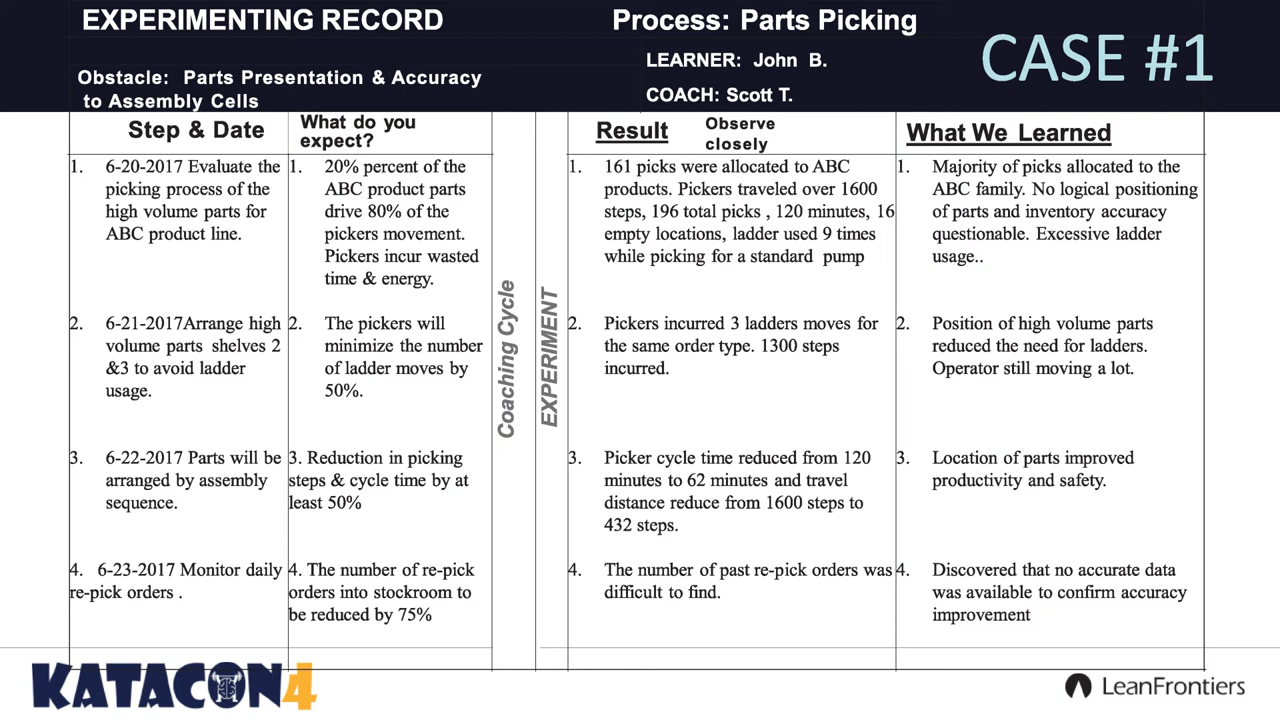 EXPERIMENTING RECORD
Process: Parts Picking
CASE #1
LEARNER: John B.
COACH: Scott T.
Obstacle: Parts Presentation & Accuracy
to Assembly Cells
Step & Date
What do you
expect?
Result
Observe
closely
What We Learned
1. 6-20-2017 Evaluate the
picking process of the
high volume parts for
ABC product line.
1. 20% percent of the
ABC product parts
drive 80% of the
pickers movement.
Pickers incur wasted
time & energy.
1. 161 picks were allocated to ABC
products. Pickers traveled over 1600
steps, 196 total picks , 120 minutes, 16
empty locations, ladder used 9 times
while picking for a standard pump
1. Majority of picks allocated to the
ABC family. No logical positioning
of parts and inventory accuracy
questionable. Excessive ladder
usage..
2. 6-21-2017Arrange high
volume parts shelves 2
&3 to avoid ladder
usage.
2. The pickers will
minimize the number
of ladder moves by
50%.
Coaching Cycle
EXPERIMENT
2. Pickers incurred 3 ladders moves for
the same order type. 1300 steps
incurred.
2. Position of high volume parts
reduced the need for ladders.
Operator still moving a lot.
3. 6-22-2017 Parts will be
arranged by assembly
sequence.
3. Reduction in picking
steps & cycle time by at
least 50%
3. Picker cycle time reduced from 120
minutes to 62 minutes and travel
distance reduce from 1600 steps to
432 steps.
3. Location of parts improved
productivity and safety.
4. 6-23-2017 Monitor daily
re-pick orders .
4. The number of re-pick
orders into stockroom to
be reduced by 75%
4. The number of past re-pick orders was
difficult to find.
4. Discovered that no accurate data
was available to confirm accuracy
improvement
KATACON4
LeanFrontiers